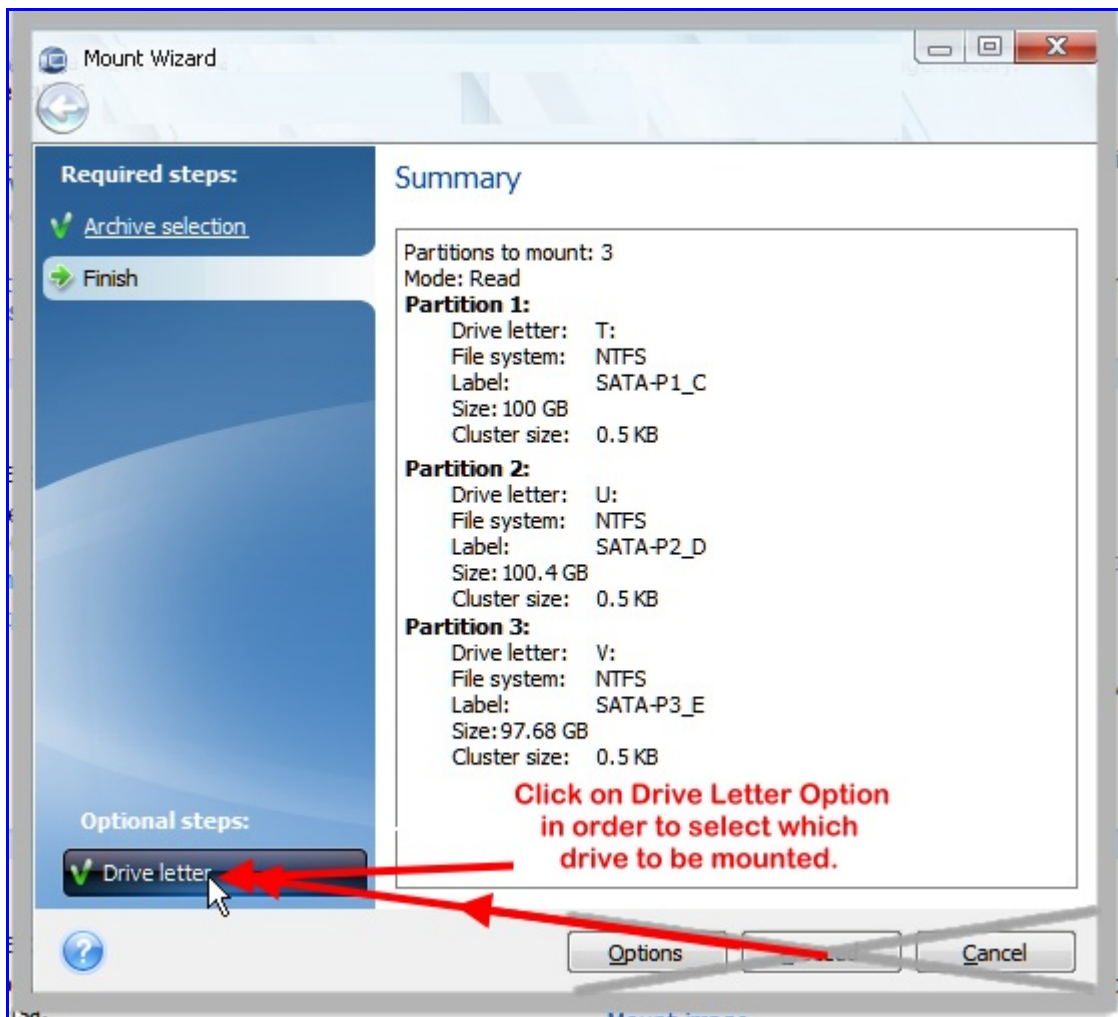 Mount Wizard
Required steps:
Archive selection
Finish
Optional steps:
Drive letter
Summary
Partitions to mount: 3
Mode: Read
Partition 1:
Drive letter: T:
File system: NTFS
Label: SATA-P1_C
Size: 100 GB
Cluster size: 0.5 KB
Partition 2:
Drive letter: U:
File system: NTFS
Label: SATA-P2_D
Size: 100.4 GB
Cluster size: 0.5 KB
Partition 3:
Drive letter: V:
File system: NTFS
Label: SATA-P3_E
Size: 97.68 GB
Cluster size: 0.5 KB
Click on Drive Letter Option
in order to select which
drive to be mounted.
Options Cancel